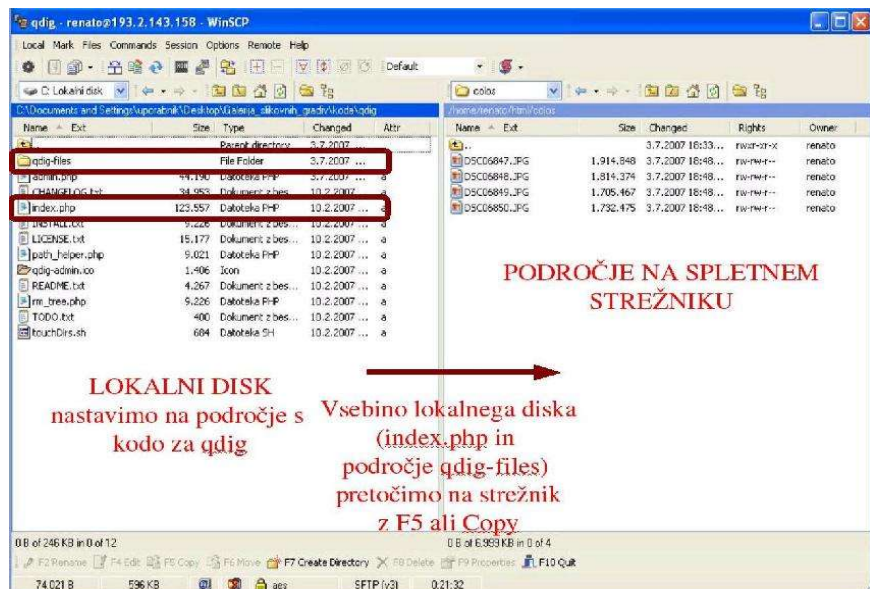 qdig - renato@193.2.143.158 - WinSCP
Local Mark Files Commands Session Options Remote Help
Default
C: Lokalni disk
colos
C:\Documents and Settings\uporabnik\Desktop\Galerija_slikovnih_gradiv\koda\qdig
/home/renato/html/colos
Name Ext Size Type Changed Attr
Name Ext Size Changed Rights Owner
.. Parent directory 3.7.2007 ...
.. 3.7.2007 18:33... rwxr-xr-x renato
qdig-files File Folder 3.7.2007 ...
DSC06847.JPG 1.914.848 3.7.2007 18:48... rw-rw-r-- renato
admin.php 44.190 Datoteka PHP 3.7.2007 ... a
DSC06848.JPG 1.814.374 3.7.2007 18:48... rw-rw-r-- renato
CHANGELOG.txt 34.953 Dokument z bes... 10.2.2007 ... a
DSC06849.JPG 1.705.467 3.7.2007 18:48... rw-rw-r-- renato
index.php 123.557 Datoteka PHP 10.2.2007 ... a
DSC06850.JPG 1.732.475 3.7.2007 18:48... rw-rw-r-- renato
INSTALL.txt 9.226 Dokument z bes... 10.2.2007 ... a
LICENSE.txt 15.177 Dokument z bes... 10.2.2007 ... a
path_helper.php 9.021 Datoteka PHP 10.2.2007 ... a
qdig-admin.ico 1.406 Icon 10.2.2007 ... a
README.txt 4.267 Dokument z bes... 10.2.2007 ... a
rm_tree.php 9.226 Datoteka PHP 10.2.2007 ... a
TODO.txt 400 Dokument z bes... 10.2.2007 ... a
touchDirs.sh 684 Datoteka SH 10.2.2007 ... a
PODROČJE NA SPLETNEM
STREŽNIKU
LOKALNI DISK
nastavimo na področje s
kodo za qdig
Vsebino lokalnega diska
(index.php in
področje qdig-files)
pretočimo na strežnik
z F5 ali Copy
0 B of 246 KB in 0 of 12
0 B of 6.999 KB in 0 of 4
F2 Rename F4 Edit F5 Copy F6 Move F7 Create Directory F8 Delete F9 Properties F10 Quit
74.021 B 596 KB aes SFTP (v3) 0:21:32